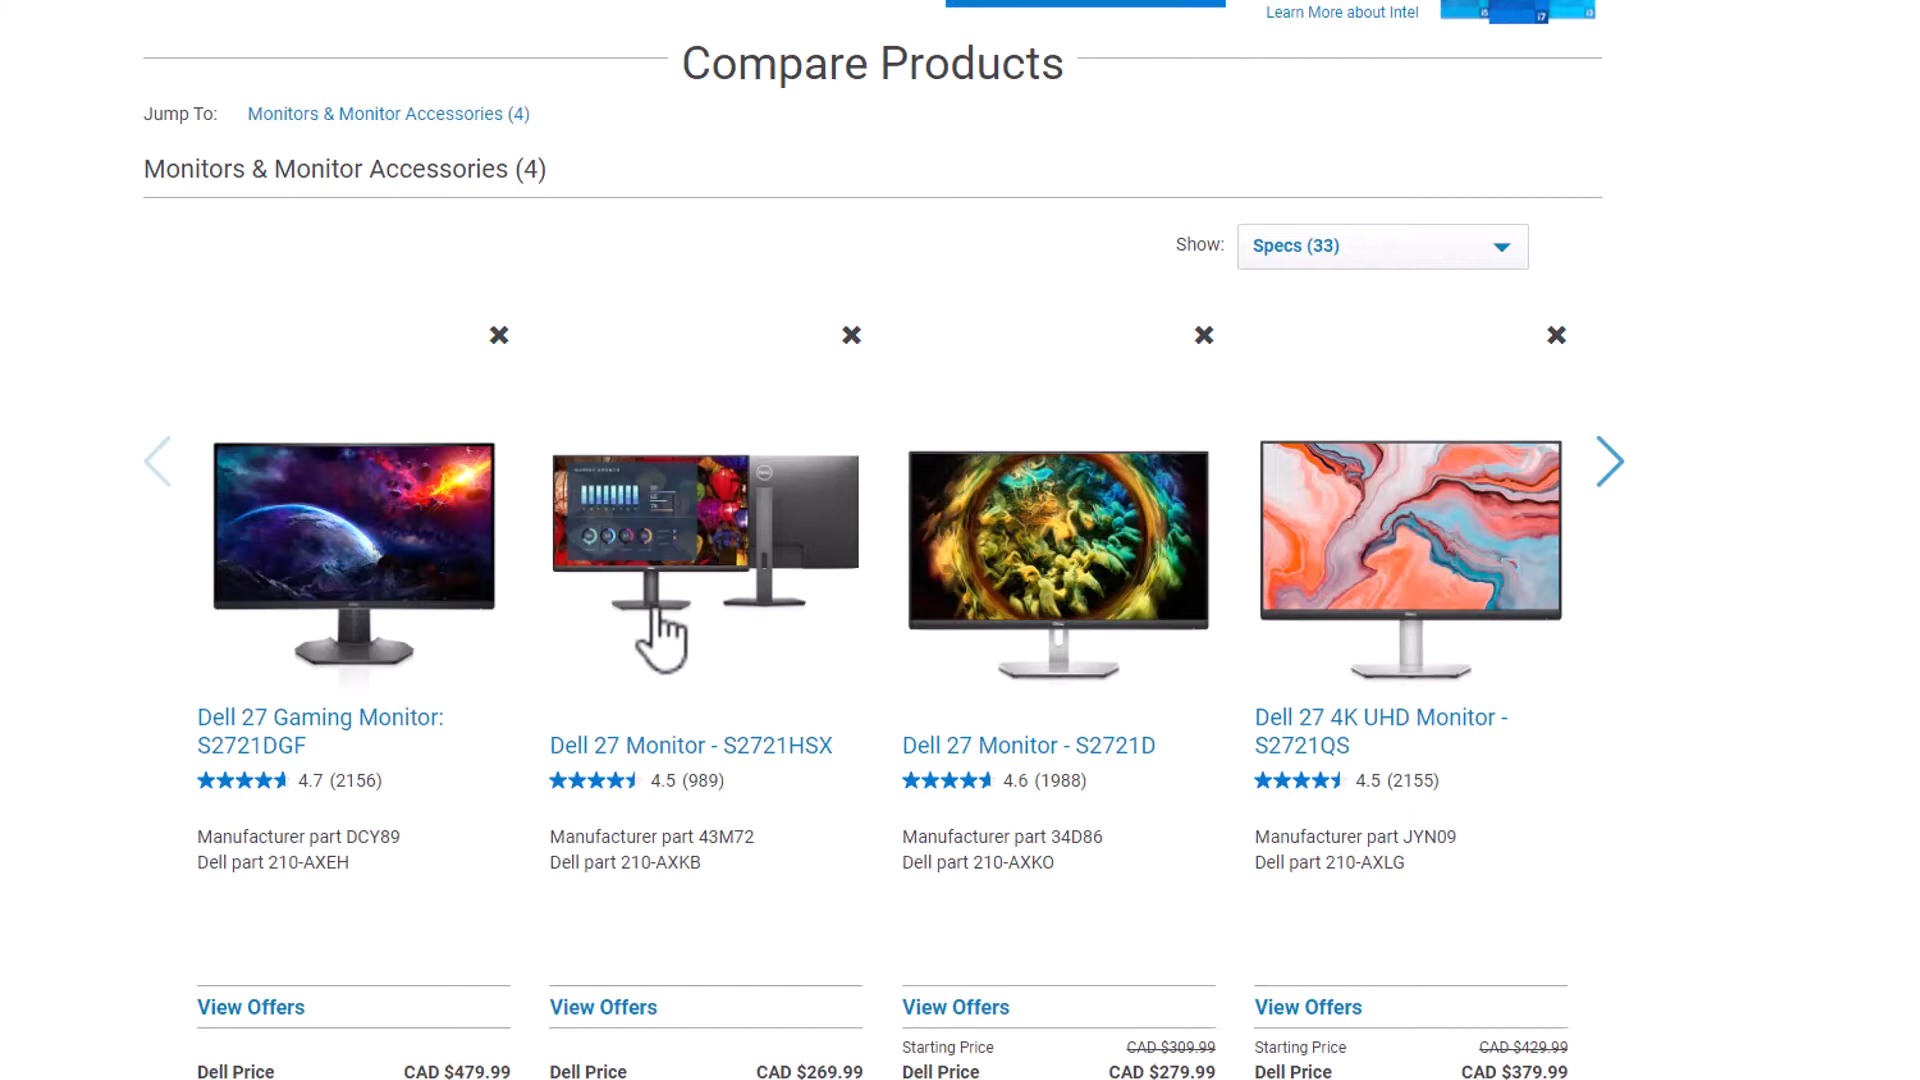 Learn More about Intel
i5 i7 i3
Compare Products
Jump To: Monitors & Monitor Accessories (4)
Monitors & Monitor Accessories (4)
Show: Specs (33)
Dell 27 Gaming Monitor:
S2721DGF
4.7 (2156)
Manufacturer part DCY89
Dell part 210-AXEH
View Offers
Dell Price CAD $479.99
Dell 27 Monitor - S2721HSX
4.5 (989)
Manufacturer part 43M72
Dell part 210-AXKB
View Offers
Dell Price CAD $269.99
Dell 27 Monitor - S2721D
4.6 (1988)
Manufacturer part 34D86
Dell part 210-AXKO
View Offers
Starting Price CAD $309.99
Dell Price CAD $279.99
Dell 27 4K UHD Monitor -
S2721QS
4.5 (2155)
Manufacturer part JYN09
Dell part 210-AXLG
View Offers
Starting Price CAD $429.99
Dell Price CAD $379.99